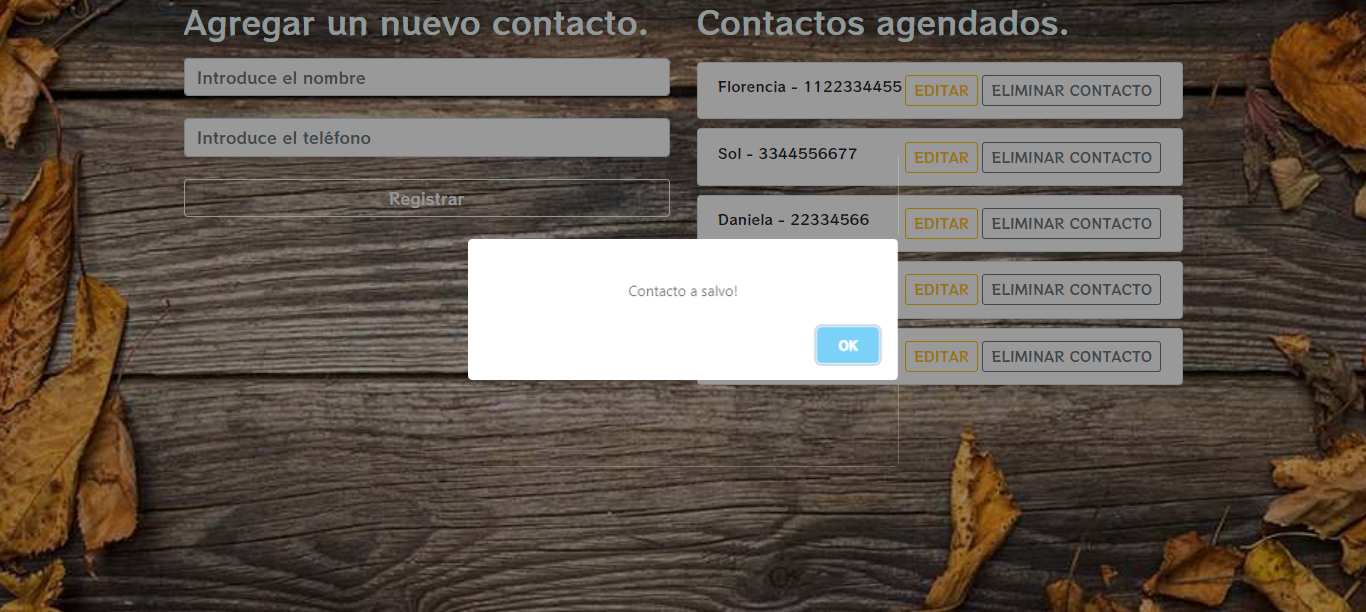 Agregar un nuevo contacto.
Introduce el nombre
Introduce el teléfono
Registrar
Contactos agendados.
Florencia - 1122334455 EDITAR ELIMINAR CONTACTO
Sol - 3344556677 EDITAR ELIMINAR CONTACTO
Daniela - 22334566 EDITAR ELIMINAR CONTACTO
EDITAR ELIMINAR CONTACTO
EDITAR ELIMINAR CONTACTO
Contacto a salvo!
OK